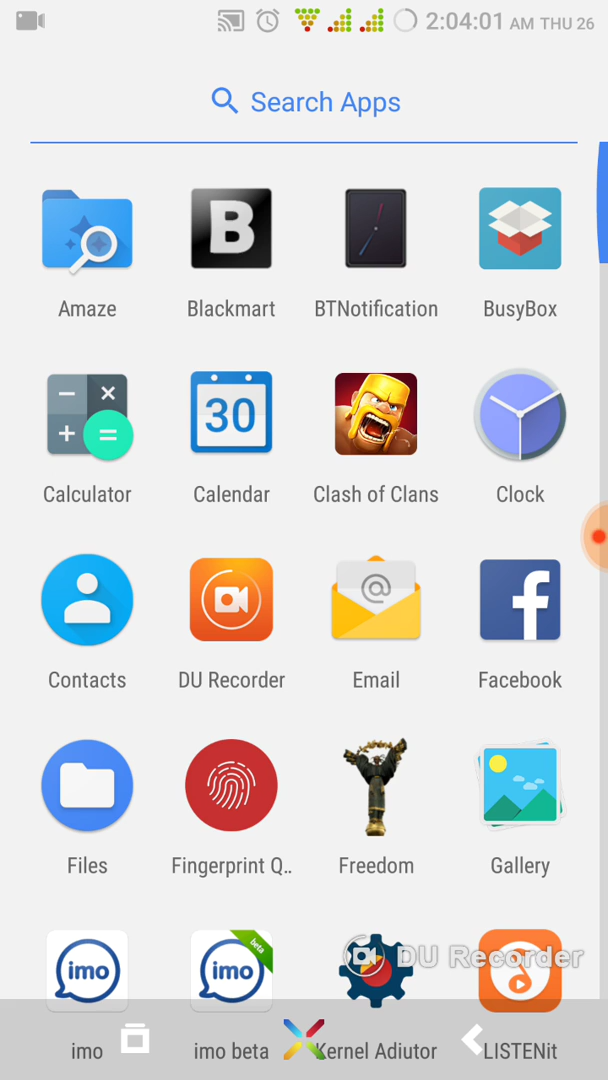 2:04:01 AM THU 26
Search Apps
B
Amaze
Blackmart
BTNotification
BusyBox
30
Calculator
Calendar
Clash of Clans
Clock
@
f
Contacts
DU Recorder
Email
Facebook
Files
Fingerprint Q..
Freedom
Gallery
imo
imo
beta
DU Recorder
imo
imo beta
Kernel Adiutor
LISTENit